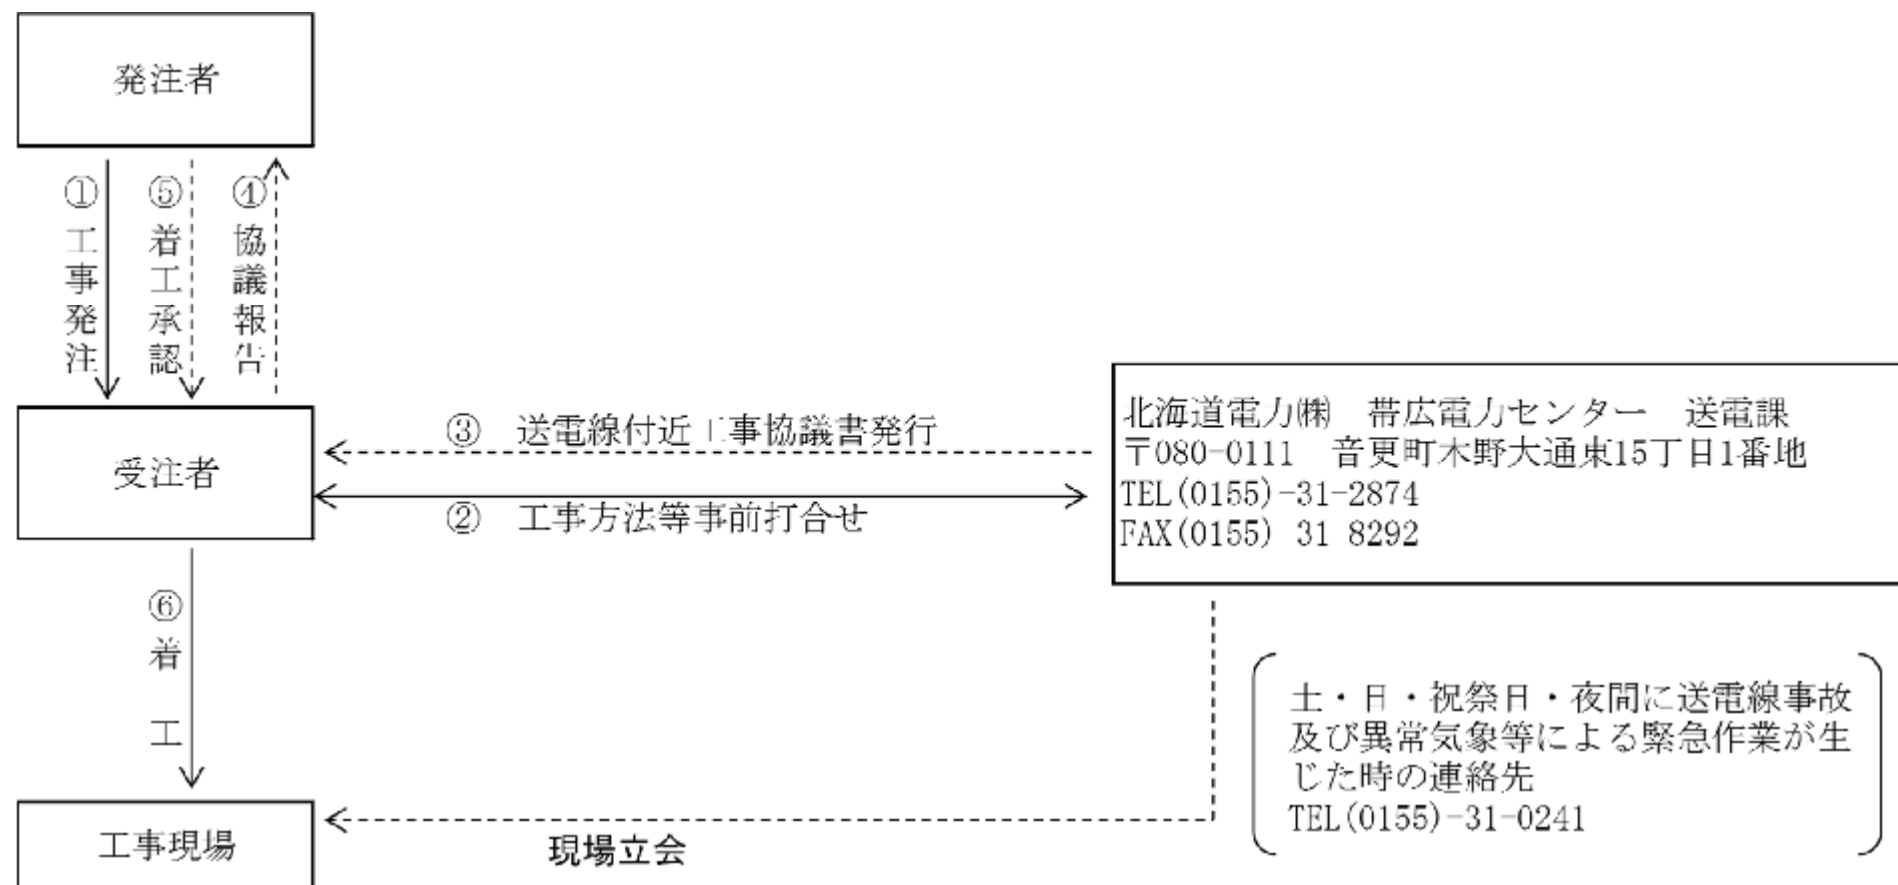 発注者
①工事発注
⑤着工承認
④協議報告
③　送電線付近工事協議書発行
北海道電力㈱　帯広電力センター　送電課
〒080-0111　音更町木野大通東15丁目1番地
TEL(0155)-31-2874
FAX(0155) 31 8292
受注者
②　工事方法等事前打合せ
⑥着　工
土・日・祝祭日・夜間に送電線事故
及び異常気象等による緊急作業が生
じた時の連絡先
TEL(0155)-31-0241
工事現場
現場立会